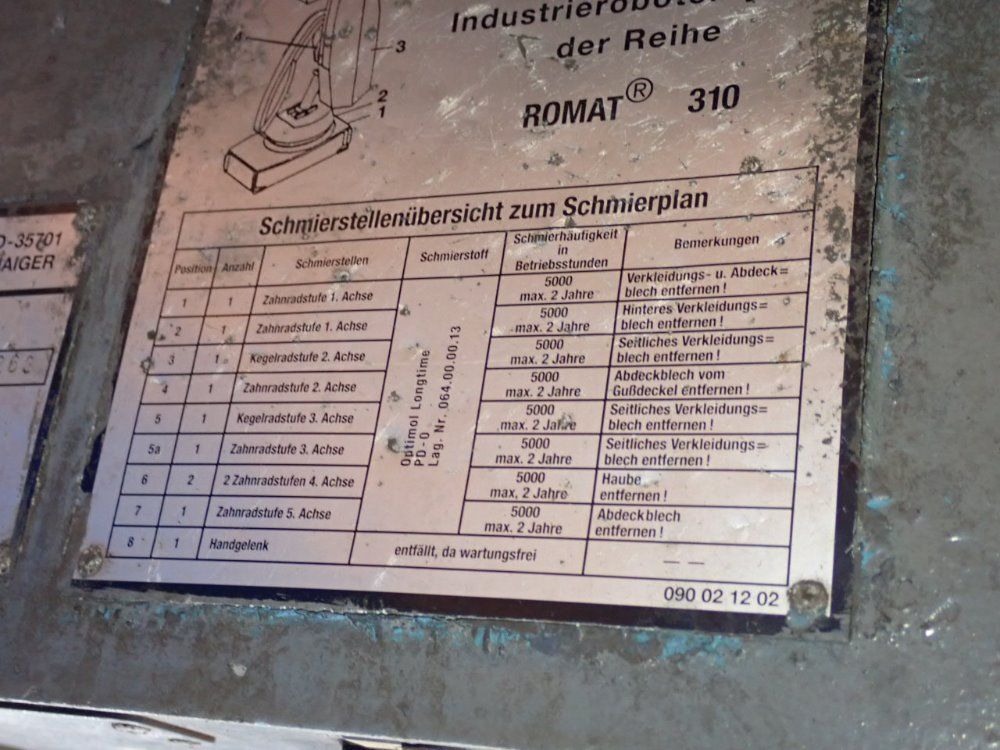 der Reihe
ROMAT® 310
4
3
2
1
D-35701
Schmierstellenübersicht zum Schmierplan
Position Anzahl Schmierstellen Schmierstoff Schmierhäufigkeit in Betriebsstunden Bemerkungen
1 1 Zahnradstufe 1. Achse 5000 max. 2 Jahre Verkleidungs- u. Abdeck= blech entfernen !
2 1 Zahnradstufe 1. Achse 5000 max. 2 Jahre Hinteres Verkleidungs= blech entfernen !
3 1 Kegelradstufe 2. Achse 5000 max. 2 Jahre Seitliches Verkleidungs= blech entfernen !
4 1 Zahnradstufe 2. Achse 5000 max. 2 Jahre Abdeckblech vom Gußdeckel entfernen !
5 1 Kegelradstufe 3. Achse 5000 max. 2 Jahre Seitliches Verkleidungs= blech entfernen !
5a 1 Zahnradstufe 3. Achse 5000 max. 2 Jahre Seitliches Verkleidungs= blech entfernen !
6 2 2 Zahnradstufen 4. Achse 5000 max. 2 Jahre Haube entfernen !
7 1 Zahnradstufe 5. Achse 5000 max. 2 Jahre Abdeckblech entfernen !
Optimol Longtime
PD-0
Lag. Nr. 064.00.00.13
8 1 Handgelenk entfällt, da wartungsfrei — —
090 02 12 02